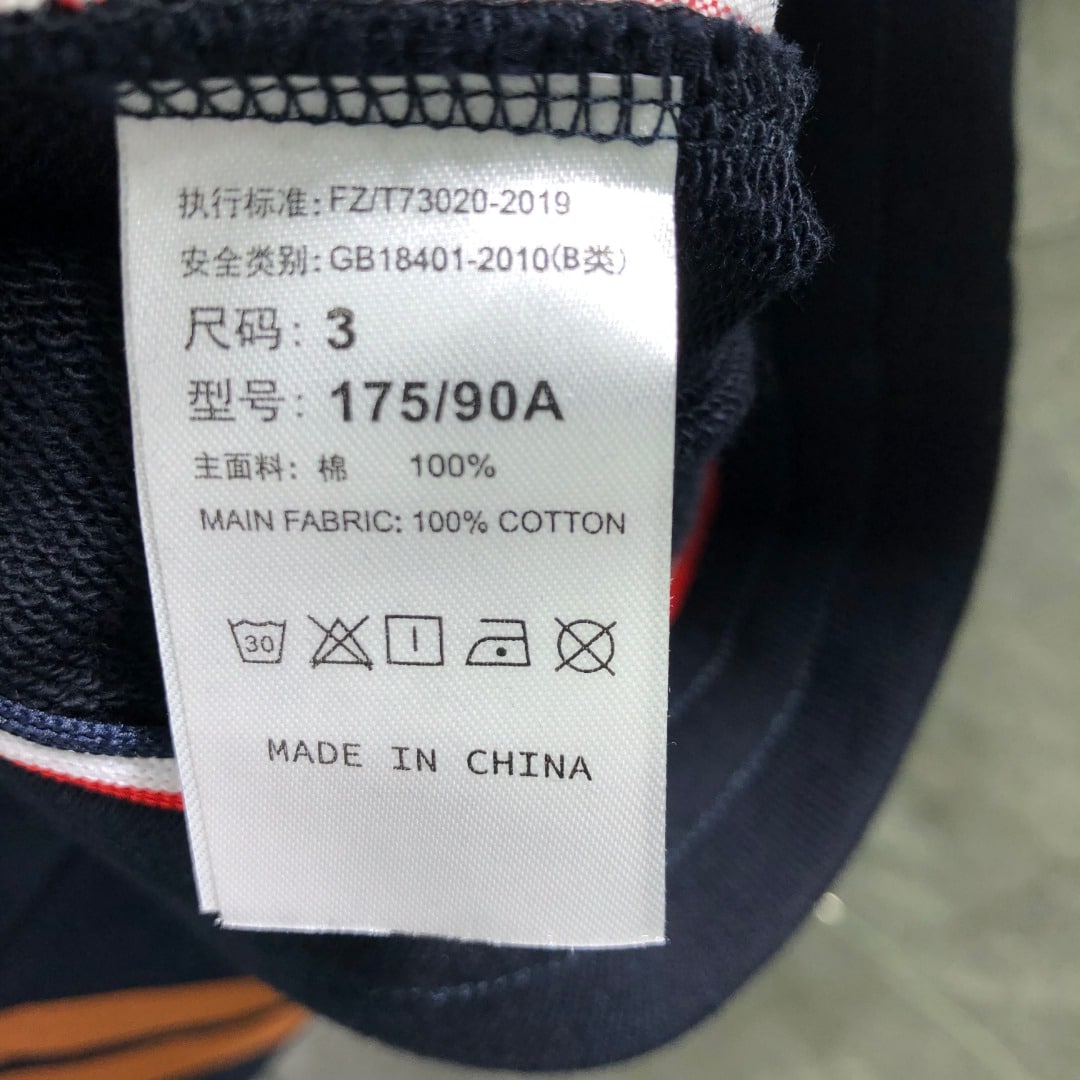 执行标准: FZ/T73020-2019
安全类别: GB18401-2010(B类)
尺码: 3
型号: 175/90A
主面料: 棉 100%
MAIN FABRIC: 100% COTTON
30
MADE IN CHINA